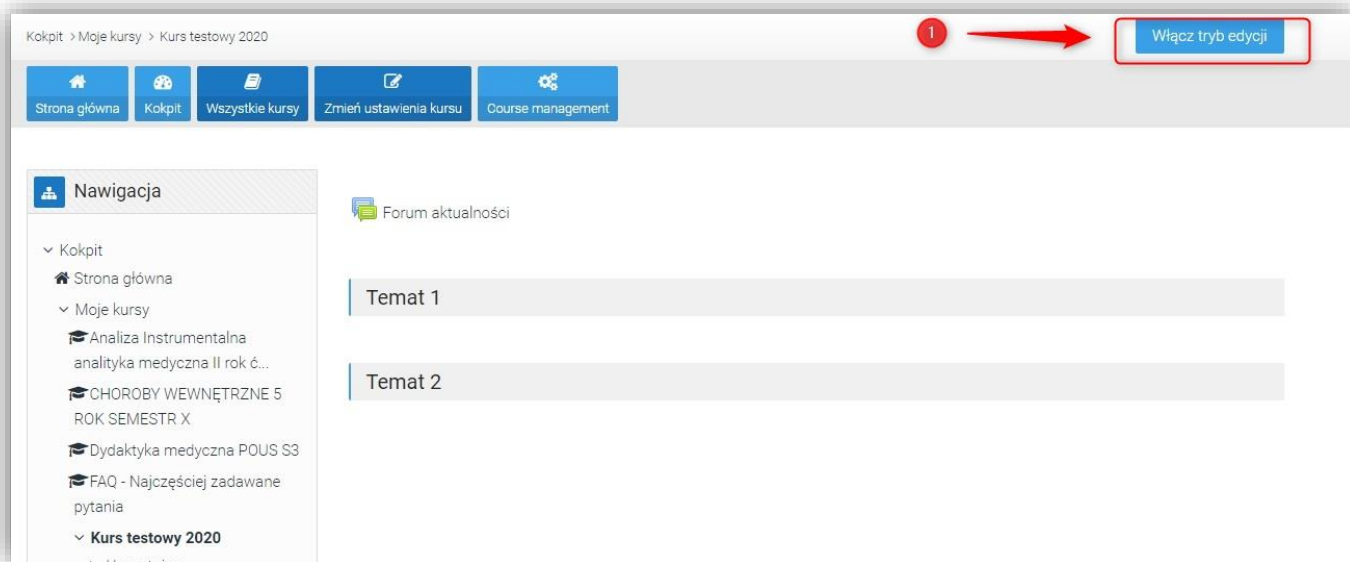 Kokpit > Moje kursy > Kurs testowy 2020
1
Włącz tryb edycji
Strona główna
Kokpit
Wszystkie kursy
Zmień ustawienia kursu
Course management
Nawigacja
Forum aktualności
Kokpit
Strona główna
Temat 1
Moje kursy
Analiza Instrumentalna
analityka medyczna II rok ć...
Temat 2
CHOROBY WEWNĘTRZNE 5
ROK SEMESTR X
Dydaktyka medyczna POUS S3
FAQ - Najczęściej zadawane
pytania
Kurs testowy 2020